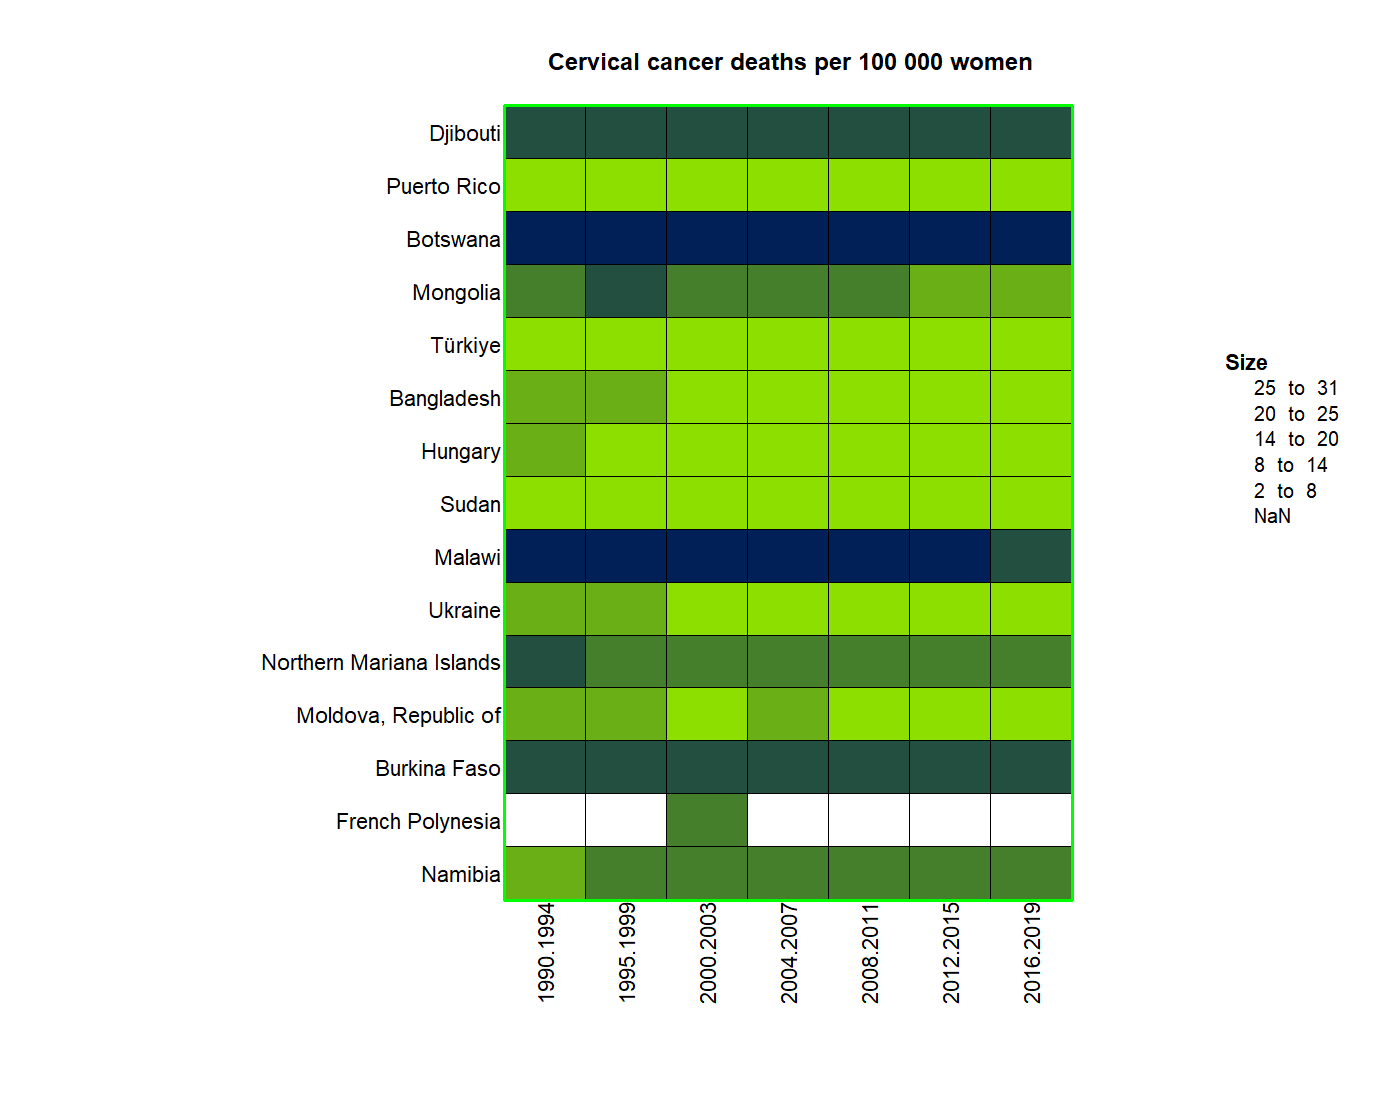 Cervical cancer deaths per 100 000 women
Djibouti
Puerto Rico
Botswana
Mongolia
Türkiye
Bangladesh
Hungary
Sudan
Malawi
Ukraine
Northern Mariana Islands
Moldova, Republic of
Burkina Faso
French Polynesia
Namibia
1990.1994
1995.1999
2000.2003
2004.2007
2008.2011
2012.2015
2016.2019
Size
25 to 31
20 to 25
14 to 20
8 to 14
2 to 8
NaN